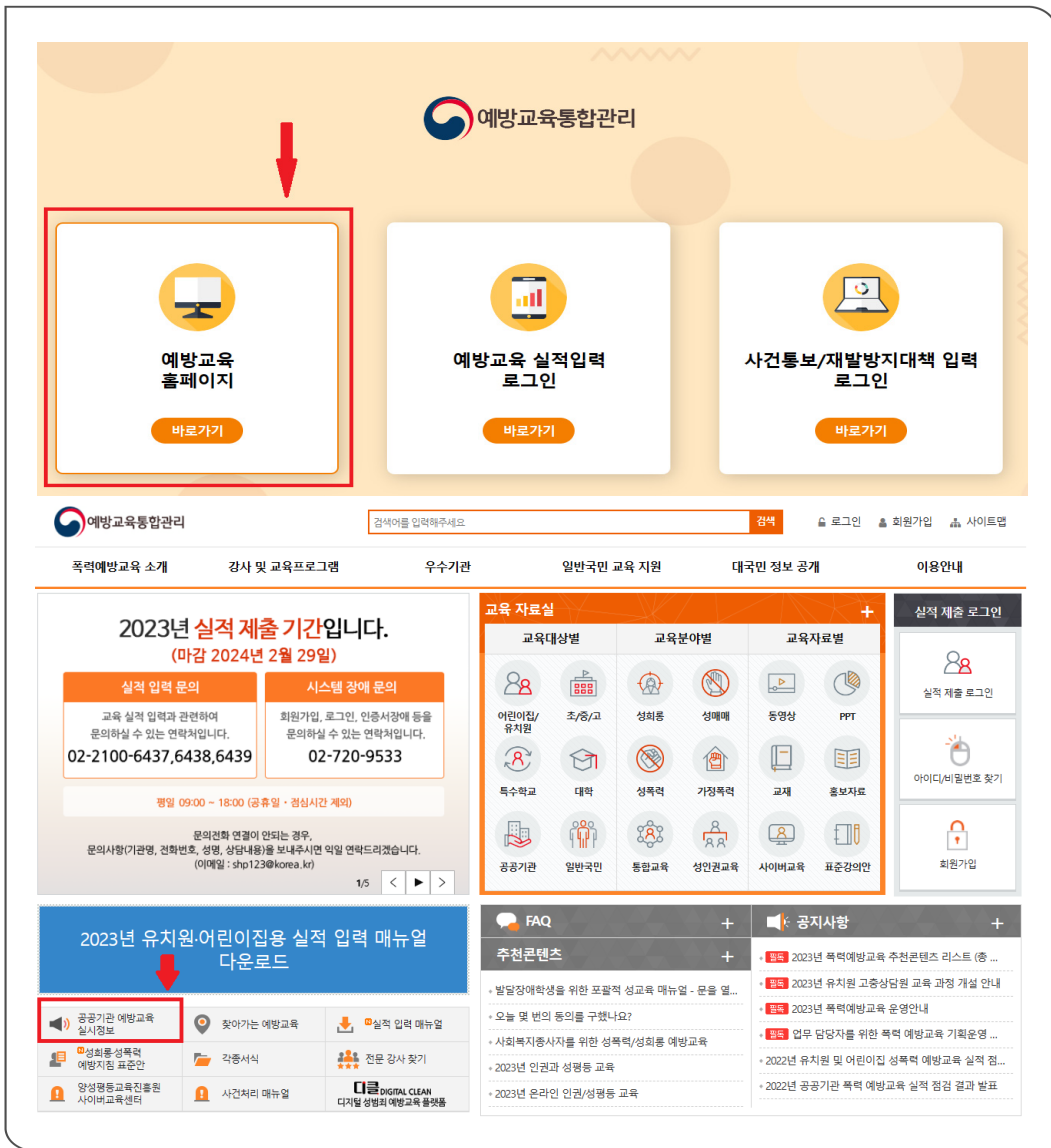 예방교육통합관리
예방교육
홈페이지
바로가기
예방교육 실적입력
로그인
바로가기
사건통보/재발방지대책 입력
로그인
바로가기
예방교육통합관리
검색어를 입력해주세요
검색
로그인
회원가입
사이트맵
폭력예방교육 소개
강사 및 교육프로그램
우수기관
일반국민 교육 지원
대국민 정보 공개
이용안내
2023년 실적 제출 기간입니다.
(마감 2024년 2월 29일)
실적 입력 문의
교육 실적 입력과 관련하여
문의하실 수 있는 연락처입니다.
02-2100-6437,6438,6439
시스템 장애 문의
회원가입, 로그인, 인증서장애 등을
문의하실 수 있는 연락처입니다.
02-720-9533
평일 09:00 ~ 18:00 (공휴일・점심시간 제외)
문의전화 연결이 안되는 경우,
문의사항(기관명, 전화번호, 성명, 상담내용)을 보내주시면 익일 연락드리겠습니다.
(이메일 : shp123@korea.kr)
1/5
교육 자료실
교육대상별
교육분야별
교육자료별
어린이집/
유치원
초/중/고
성희롱
성매매
동영상
PPT
특수학교
대학
성폭력
가정폭력
교재
홍보자료
공공기관
일반국민
통합교육
성인권교육
사이버교육
표준강의안
실적 제출 로그인
실적 제출 로그인
아이디/비밀번호 찾기
회원가입
2023년 유치원·어린이집용 실적 입력 매뉴얼
다운로드
공공기관 예방교육
실시정보
찾아가는 예방교육
N실적 입력 매뉴얼
N성희롱·성폭력
예방지침 표준안
각종서식
전문 강사 찾기
양성평등교육진흥원
사이버교육센터
사건처리 매뉴얼
디클 DIGITAL CLEAN
디지털 성범죄 예방교육 플랫폼
FAQ
추천콘텐츠
발달장애학생을 위한 포괄적 성교육 매뉴얼 - 문을 열...
오늘 몇 번의 동의를 구했나요?
사회복지종사자를 위한 성폭력/성희롱 예방교육
2023년 인권과 성평등 교육
2023년 온라인 인권/성평등 교육
공지사항
필독 2023년 폭력예방교육 추천콘텐츠 리스트 (총 ...
필독 2023년 유치원 고충상담원 교육 과정 개설 안내
필독 2023년 폭력예방교육 운영안내
필독 업무 담당자를 위한 폭력 예방교육 기획운영 ...
2022년 유치원 및 어린이집 성폭력 예방교육 실적 점...
2022년 공공기관 폭력 예방교육 실적 점검 결과 발표